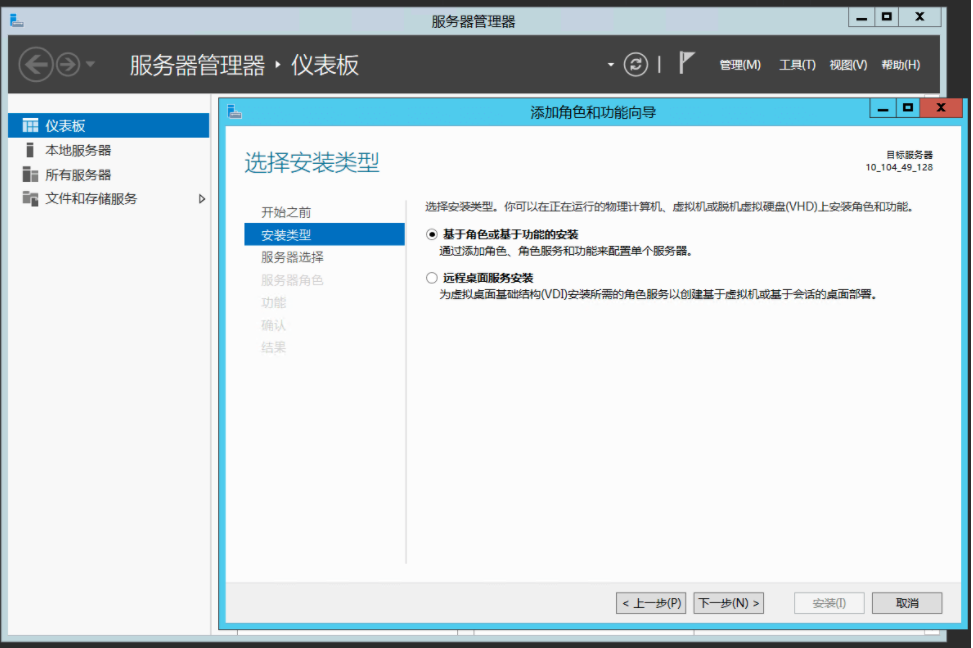 服务器管理器
服务器管理器 ‣ 仪表板
管理(M) 工具(T) 视图(V) 帮助(H)
仪表板
本地服务器
所有服务器
文件和存储服务
添加角色和功能向导
选择安装类型
目标服务器
10_104_49_128
开始之前
安装类型
服务器选择
服务器角色
功能
确认
结果
选择安装类型。你可以在正在运行的物理计算机、虚拟机或脱机虚拟硬盘(VHD)上安装角色和功能。
基于角色或基于功能的安装
通过添加角色、角色服务和功能来配置单个服务器。
远程桌面服务安装
为虚拟桌面基础结构(VDI)安装所需的角色服务以创建基于虚拟机或基于会话的桌面部署。
< 上一步(P) 下一步(N) > 安装(I) 取消